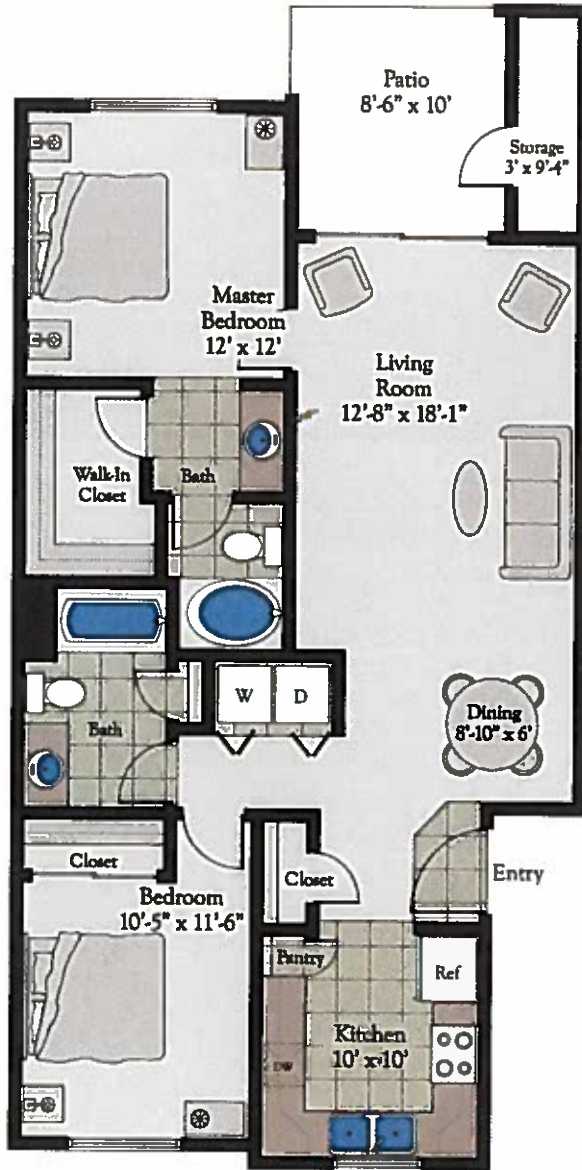 Patio
8'-6" x 10'
Storage
3' x 9'-4"
Master
Bedroom
12' x 12'
Living
Room
12'-8" x 18'-1"
Walk-In
Closet
Bath
W
D
Dining
8'-10" x 6'
Bath
Closet
Bedroom
10'-5" x 11'-6"
Closet
Entry
Pantry
Ref
Kitchen
10' x 10'
DW